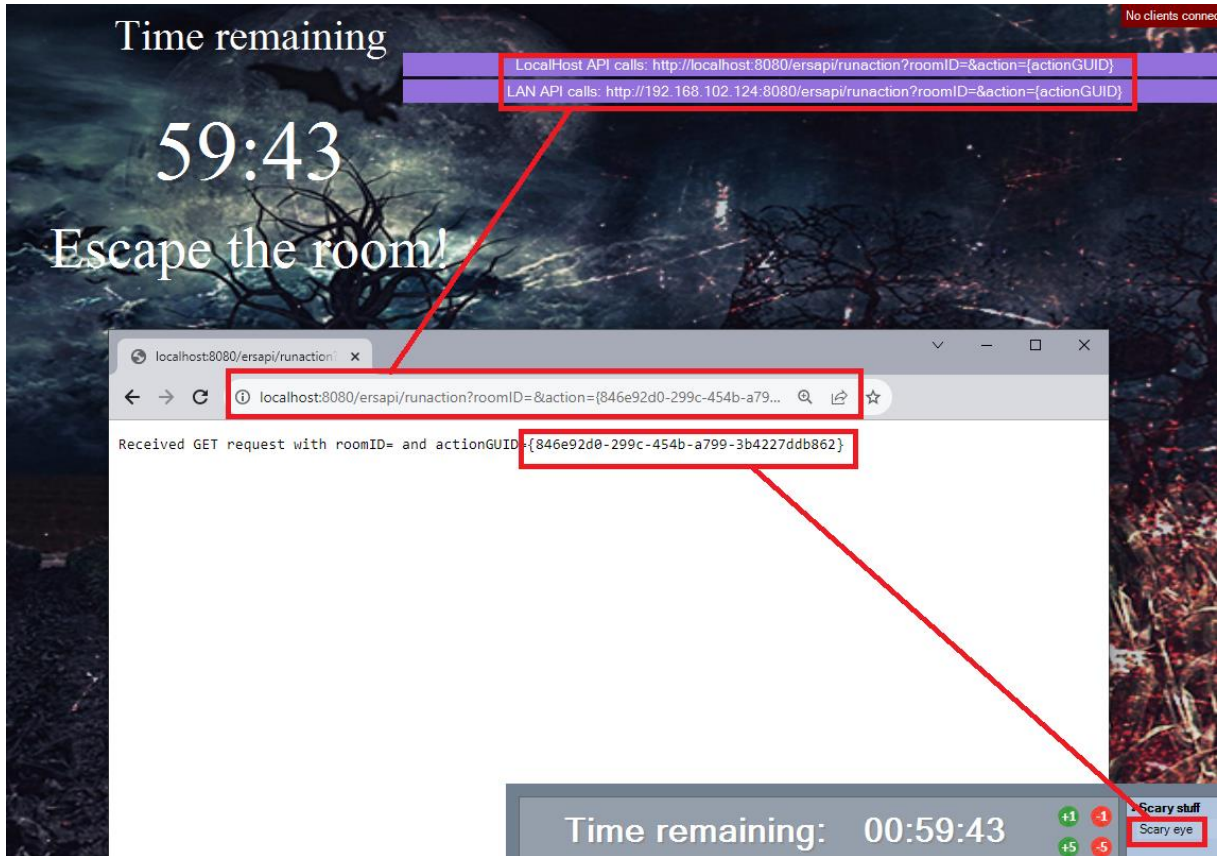 Time remaining
No clients connec
LocalHost API calls: http://localhost:8080/ersapi/runaction?roomID=&action={actionGUID}
LAN API calls: http://192.168.102.124:8080/ersapi/runaction?roomID=&action={actionGUID}
59:43
Escape the room!
localhost:8080/ersapi/runaction?
localhost:8080/ersapi/runaction?roomID=&action={846e92d0-299c-454b-a79...
Received GET request with roomID= and actionGUID={846e92d0-299c-454b-a799-3b4227ddb862}
Time remaining: 00:59:43
+1 -1
+5 -5
Scary stuff
Scary eye